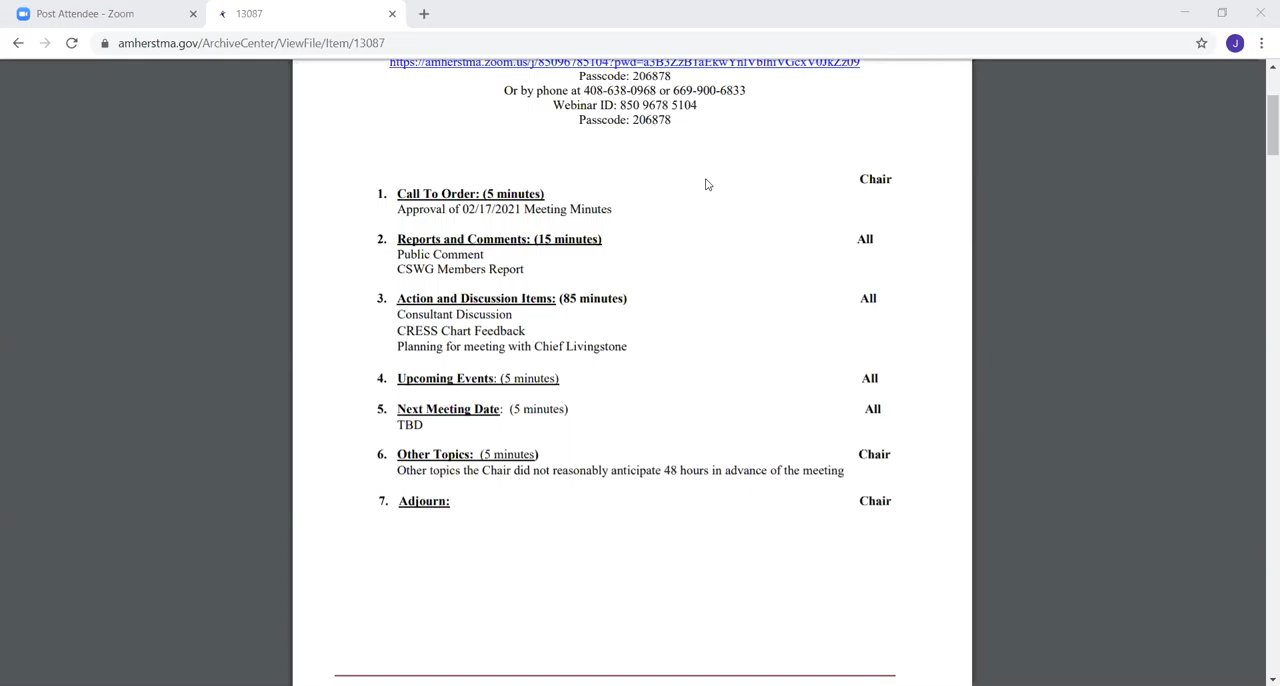 Post Attendee - Zoom
13087
amherstma.gov/ArchiveCenter/ViewFile/Item/13087
J
Passcode: 206878
Or by phone at 408-638-0968 or 669-900-6833
Webinar ID: 850 9678 5104
Passcode: 206878
Chair
1. Call To Order: (5 minutes)
Approval of 02/17/2021 Meeting Minutes
2. Reports and Comments: (15 minutes) All
Public Comment
CSWG Members Report
3. Action and Discussion Items: (85 minutes) All
Consultant Discussion
CRESS Chart Feedback
Planning for meeting with Chief Livingstone
4. Upcoming Events: (5 minutes) All
5. Next Meeting Date: (5 minutes) All
TBD
6. Other Topics: (5 minutes) Chair
Other topics the Chair did not reasonably anticipate 48 hours in advance of the meeting
7. Adjourn: Chair